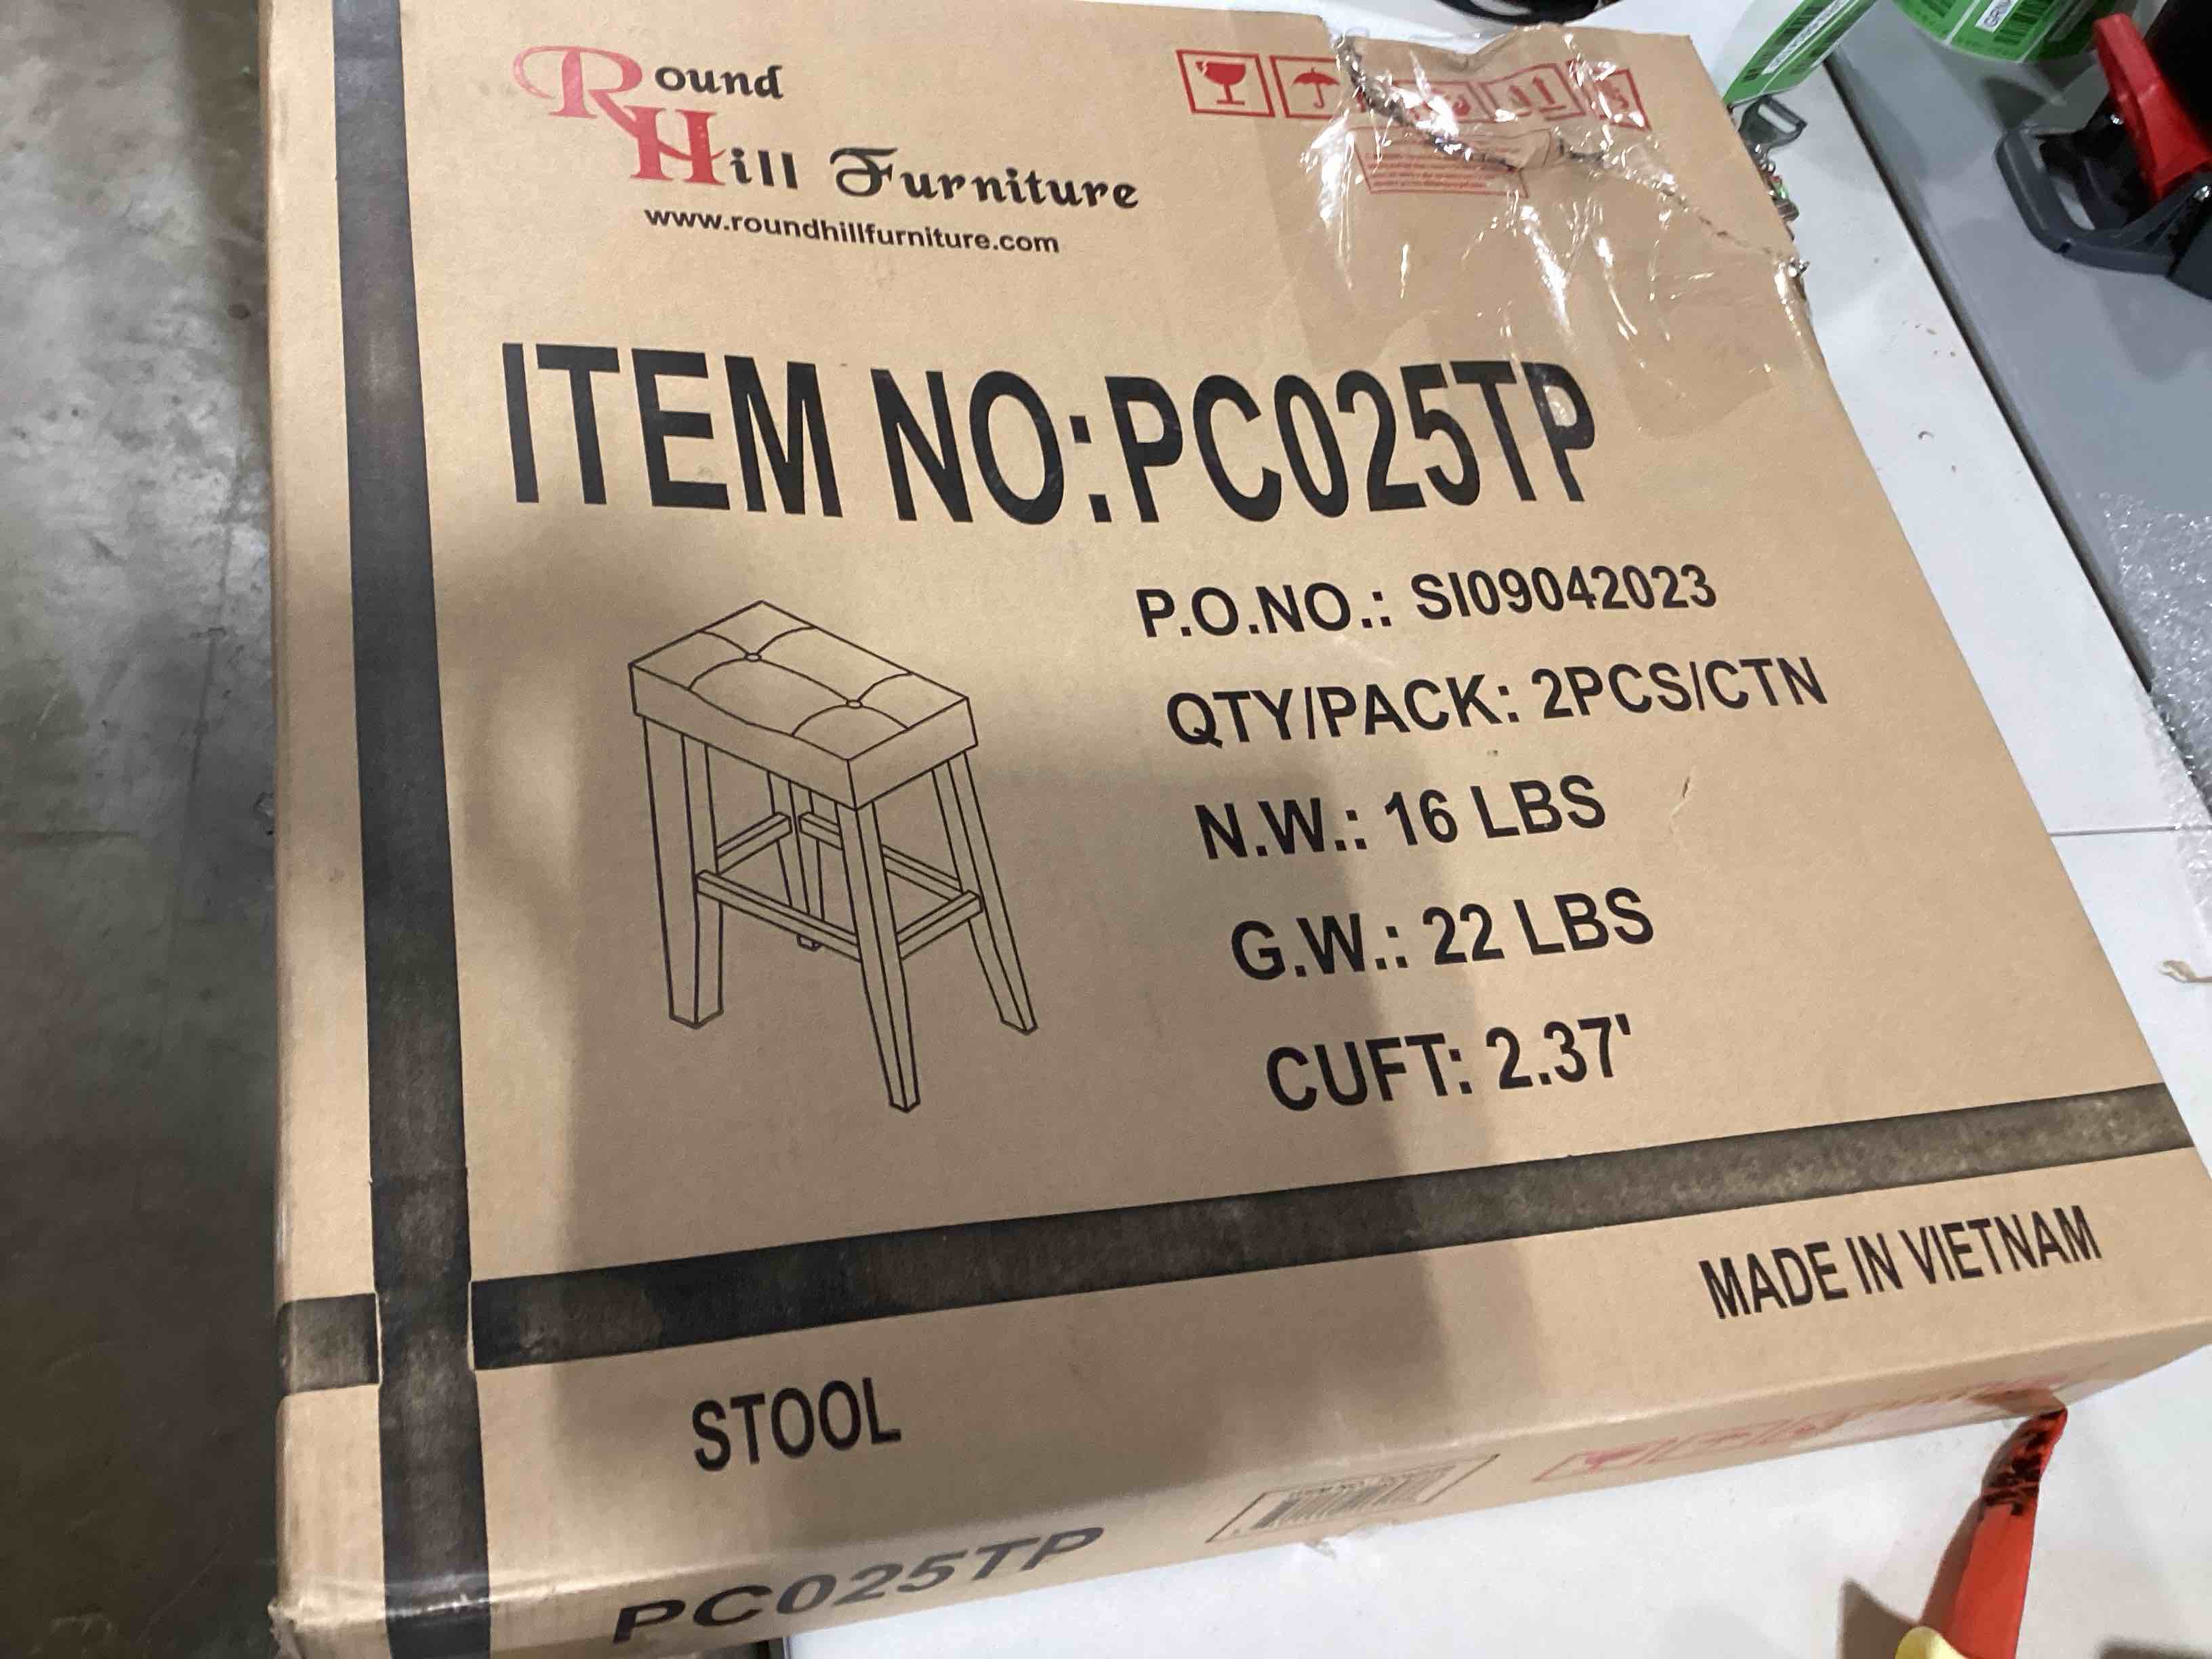 Round
Hill Furniture
www.roundhillfurniture.com
ITEM NO:PC025TP
P.O.NO.: SI09042023
QTY/PACK: 2PCS/CTN
N.W.: 16 LBS
G.W.: 22 LBS
CUFT: 2.37'
MADE IN VIETNAM
STOOL
PC025TP